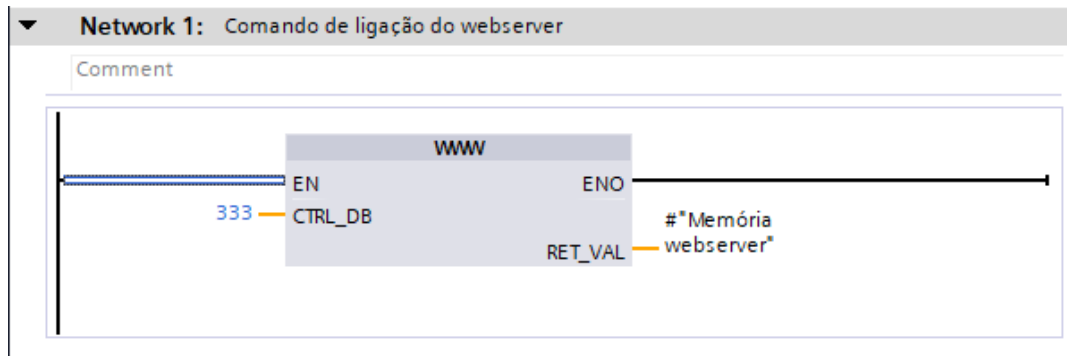 Network 1: Comando de ligação do webserver
Comment
WWW
EN ENO
333 CTRL_DB
#"Memória
RET_VAL webserver"